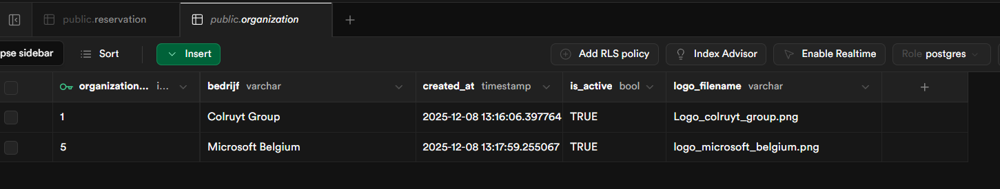 public.reservation public.organization
pse sidebar Sort Insert Add RLS policy Index Advisor Enable Realtime Role postgres
organization... i... bedrijf varchar created_at timestamp is_active bool logo_filename varchar
1 Colruyt Group 2025-12-08 13:16:06.397764 TRUE Logo_colruyt_group.png
5 Microsoft Belgium 2025-12-08 13:17:59.255067 TRUE logo_microsoft_belgium.png